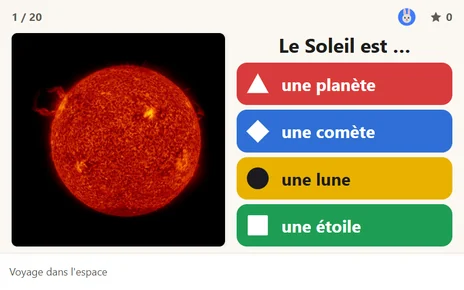 1 / 20
0
Le Soleil est ...
une planète
une comète
une lune
une étoile
Voyage dans l'espace